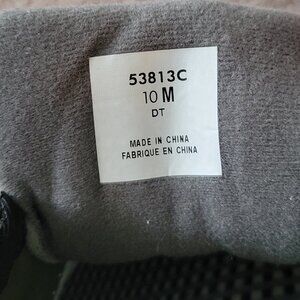 53813C
10 M
DT
MADE IN CHINA
FABRIQUE EN CHINA